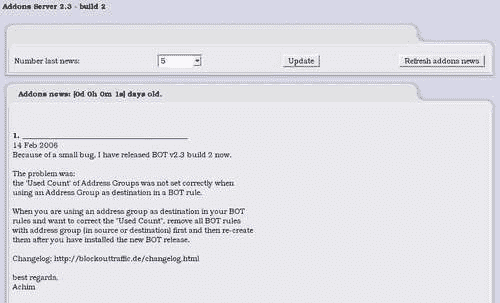 Addons Server 2.3 - build 2
Number last news: 5 Update Refresh addons news
Addons news: [0d 0h 0m 1s] days old.
1. ________________________________________
14 Feb 2006
Because of a small bug, I have released BOT v2.3 build 2 now.
The problem was:
the 'Used Count' of Address Groups was not set correctly when
using an Address Group as destination in a BOT rule.
When you are using an address group as destination in your BOT
rules and want to correct the "Used Count", remove all BOT rules
with address group (in source or destination) first and then re-create
them after you have installed the new BOT release.
Changelog: http://blockouttraffic.de/changelog.html
best regards,
Achim